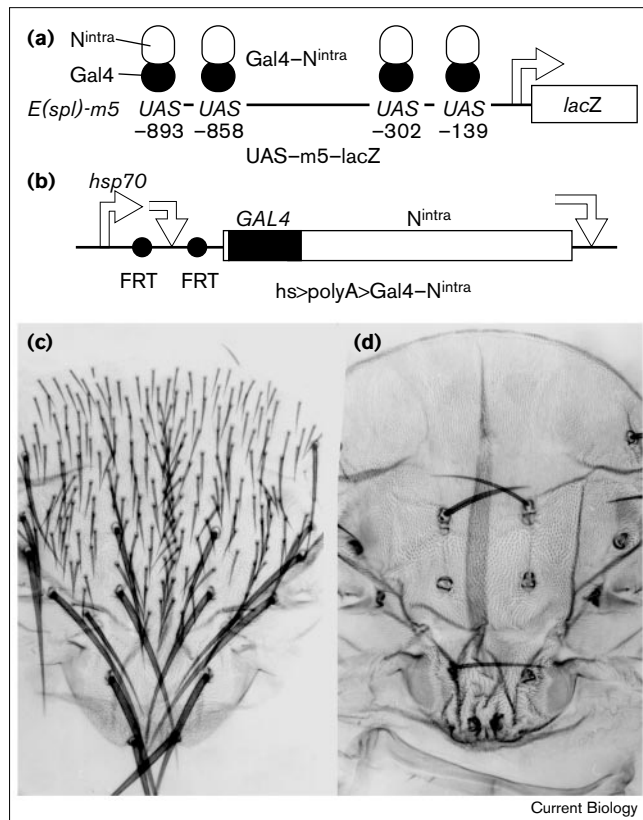 (a)
N^intra
Gal4
Gal4–N^intra
E(spl)-m5 UAS UAS UAS UAS lacZ
–893 –858 –302 –139
UAS–m5–lacZ
(b)
hsp70
GAL4 N^intra
FRT FRT
hs>polyA>Gal4–N^intra
(c) (d)
Current Biology